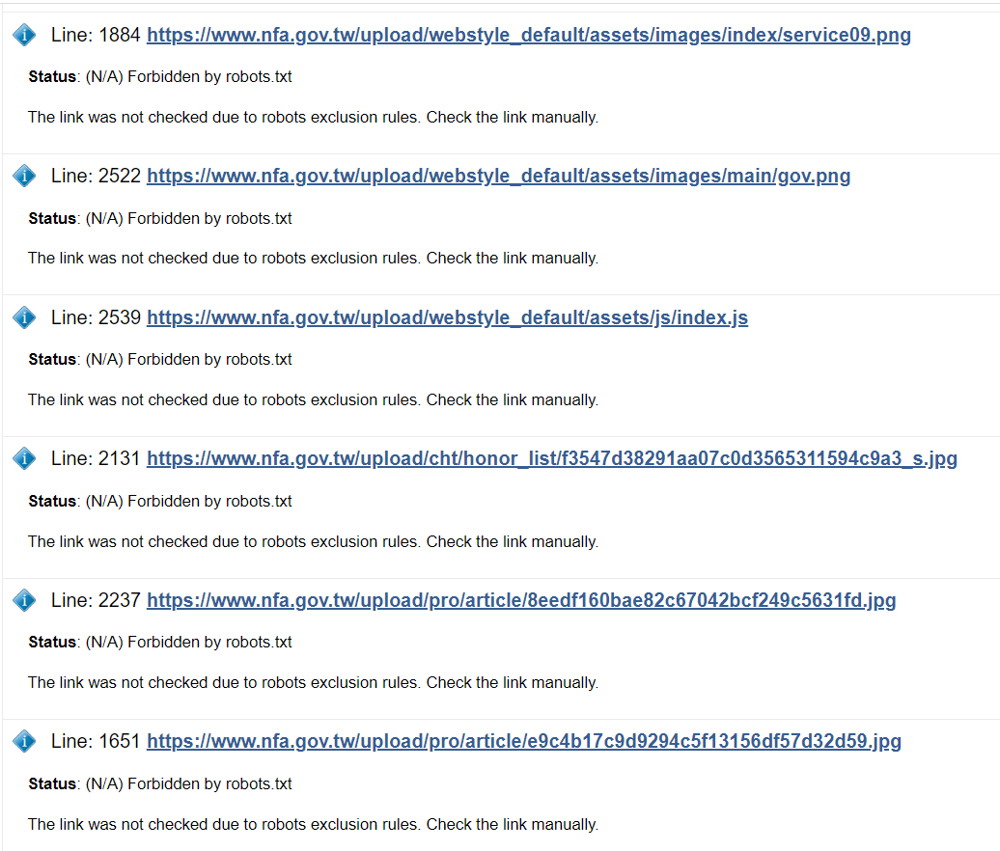 Line: 1884 https://www.nfa.gov.tw/upload/webstyle_default/assets/images/index/service09.png
Status: (N/A) Forbidden by robots.txt
The link was not checked due to robots exclusion rules. Check the link manually.
Line: 2522 https://www.nfa.gov.tw/upload/webstyle_default/assets/images/main/gov.png
Status: (N/A) Forbidden by robots.txt
The link was not checked due to robots exclusion rules. Check the link manually.
Line: 2539 https://www.nfa.gov.tw/upload/webstyle_default/assets/js/index.js
Status: (N/A) Forbidden by robots.txt
The link was not checked due to robots exclusion rules. Check the link manually.
Line: 2131 https://www.nfa.gov.tw/upload/cht/honor_list/f3547d38291aa07c0d3565311594c9a3_s.jpg
Status: (N/A) Forbidden by robots.txt
The link was not checked due to robots exclusion rules. Check the link manually.
Line: 2237 https://www.nfa.gov.tw/upload/pro/article/8eedf160bae82c67042bcf249c5631fd.jpg
Status: (N/A) Forbidden by robots.txt
The link was not checked due to robots exclusion rules. Check the link manually.
Line: 1651 https://www.nfa.gov.tw/upload/pro/article/e9c4b17c9d9294c5f13156df57d32d59.jpg
Status: (N/A) Forbidden by robots.txt
The link was not checked due to robots exclusion rules. Check the link manually.